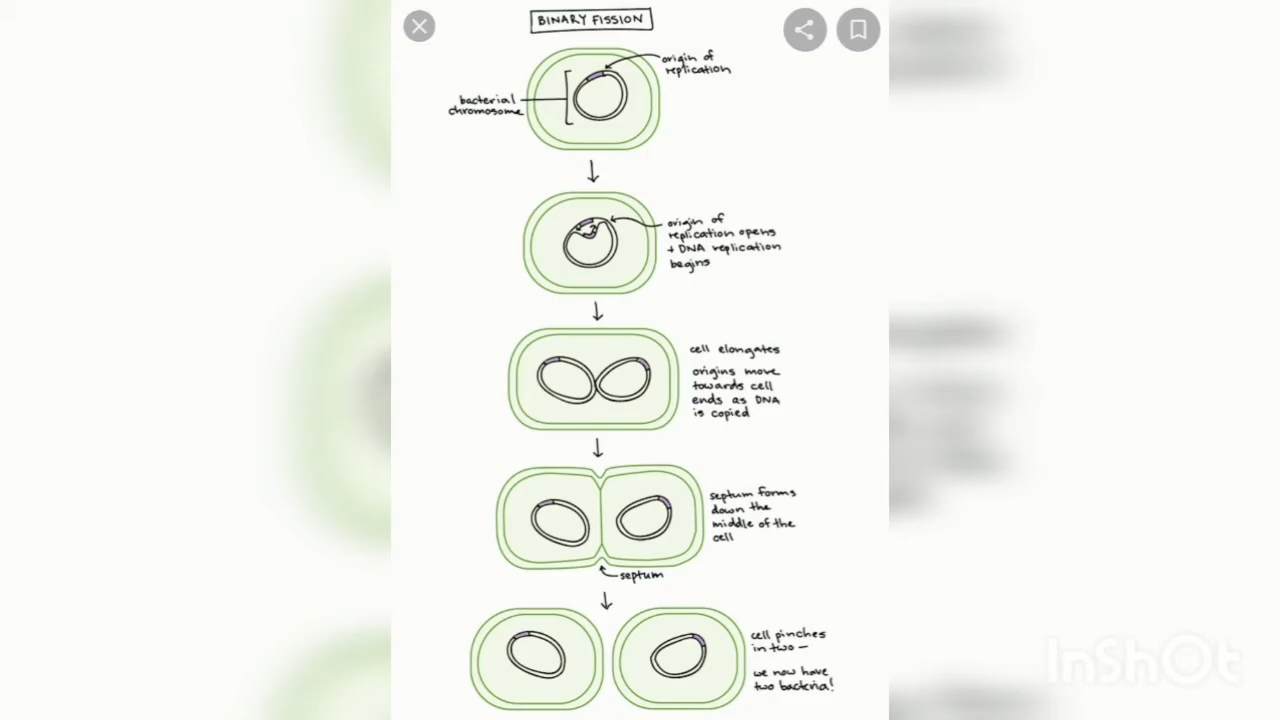 BINARY FISSION
origin of
replication
bacterial
chromosome
origin of
replication opens
+ DNA replication
begins
cell elongates
origins move
towards cell
ends as DNA
is copied
septum forms
down the
middle of the
cell
septum
cell pinches
in two —
we now have
two bacteria!
InShOt